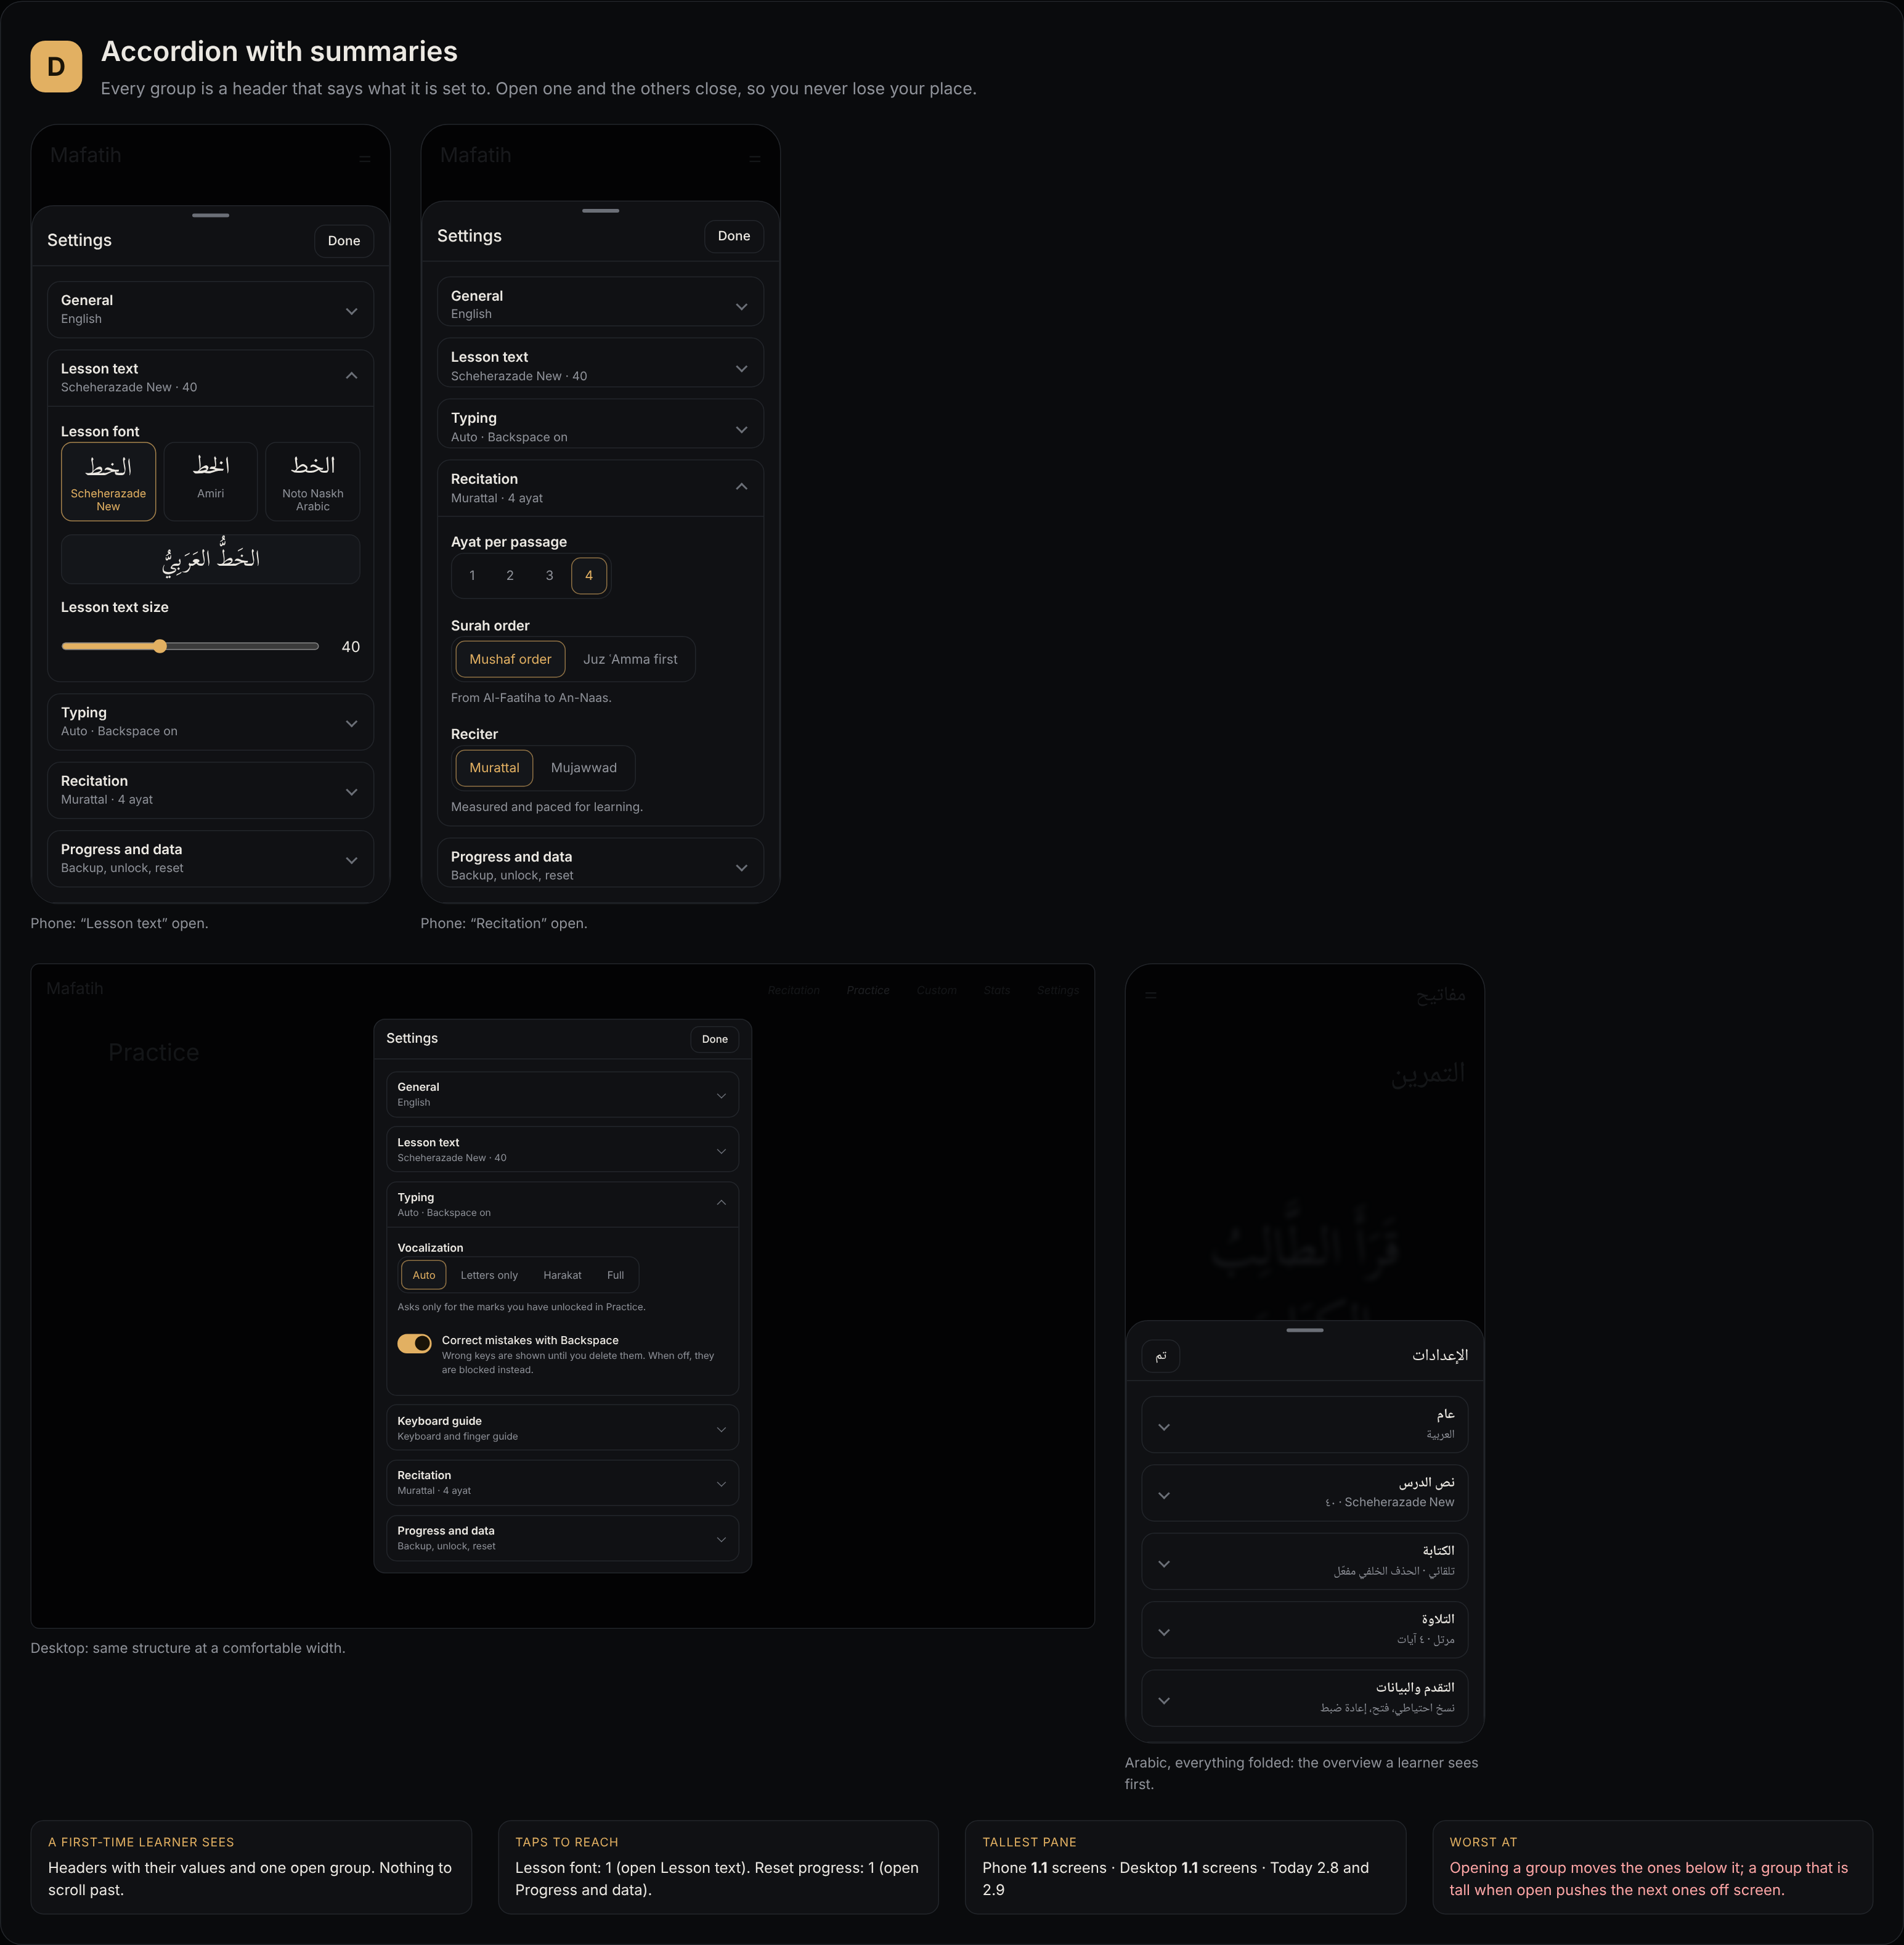 D
Accordion with summaries
Every group is a header that says what it is set to. Open one and the others close, so you never lose your place.
Mafatih
Settings
Done
General
English
Lesson text
Scheherazade New · 40
Lesson font
الخط
Scheherazade
New
الخط
Amiri
الخط
Noto Naskh
Arabic
الخَطُّ العَرَبِيُّ
Lesson text size
40
Typing
Auto · Backspace on
Recitation
Murattal · 4 ayat
Progress and data
Backup, unlock, reset
Phone: “Lesson text” open.
Mafatih
Settings
Done
General
English
Lesson text
Scheherazade New · 40
Typing
Auto · Backspace on
Recitation
Murattal · 4 ayat
Ayat per passage
1 2 3 4
Surah order
Mushaf order Juz ʿAmma first
From Al-Faatiha to An-Naas.
Reciter
Murattal Mujawwad
Measured and paced for learning.
Progress and data
Backup, unlock, reset
Phone: “Recitation” open.
Mafatih
Recitation Practice Custom Stats Settings
Practice
Settings
Done
General
English
Lesson text
Scheherazade New · 40
Typing
Auto · Backspace on
Vocalization
Auto Letters only Harakat Full
Asks only for the marks you have unlocked in Practice.
Correct mistakes with Backspace
Wrong keys are shown until you delete them. When off, they
are blocked instead.
Keyboard guide
Keyboard and finger guide
Recitation
Murattal · 4 ayat
Progress and data
Backup, unlock, reset
Desktop: same structure at a comfortable width.
مفاتيح
التمرين
قَرَأَ الطَّالِبُ
الإعدادات
تم
عام
العربية
نص الدرس
Scheherazade New · ٤٠
الكتابة
تلقائي · الحذف الخلفي مفعّل
التلاوة
مرتل · ٤ آيات
التقدم والبيانات
نسخ احتياطي، فتح، إعادة ضبط
Arabic, everything folded: the overview a learner sees
first.
A FIRST-TIME LEARNER SEES
Headers with their values and one open group. Nothing to
scroll past.
TAPS TO REACH
Lesson font: 1 (open Lesson text). Reset progress: 1 (open
Progress and data).
TALLEST PANE
Phone 1.1 screens · Desktop 1.1 screens · Today 2.8 and
2.9
WORST AT
Opening a group moves the ones below it; a group that is
tall when open pushes the next ones off screen.